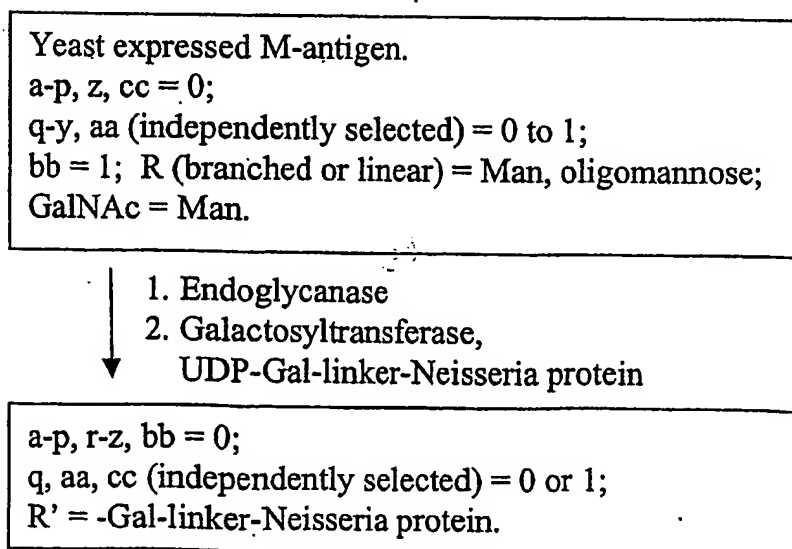 Yeast expressed M-antigen.
a-p, z, cc = 0;
q-y, aa (independently selected) = 0 to 1;
bb = 1; R (branched or linear) = Man, oligomannose;
GalNAc = Man.
1. Endoglycanase
2. Galactosyltransferase,
UDP-Gal-linker-Neisseria protein
a-p, r-z, bb = 0;
q, aa, cc (independently selected) = 0 or 1;
R' = -Gal-linker-Neisseria protein.